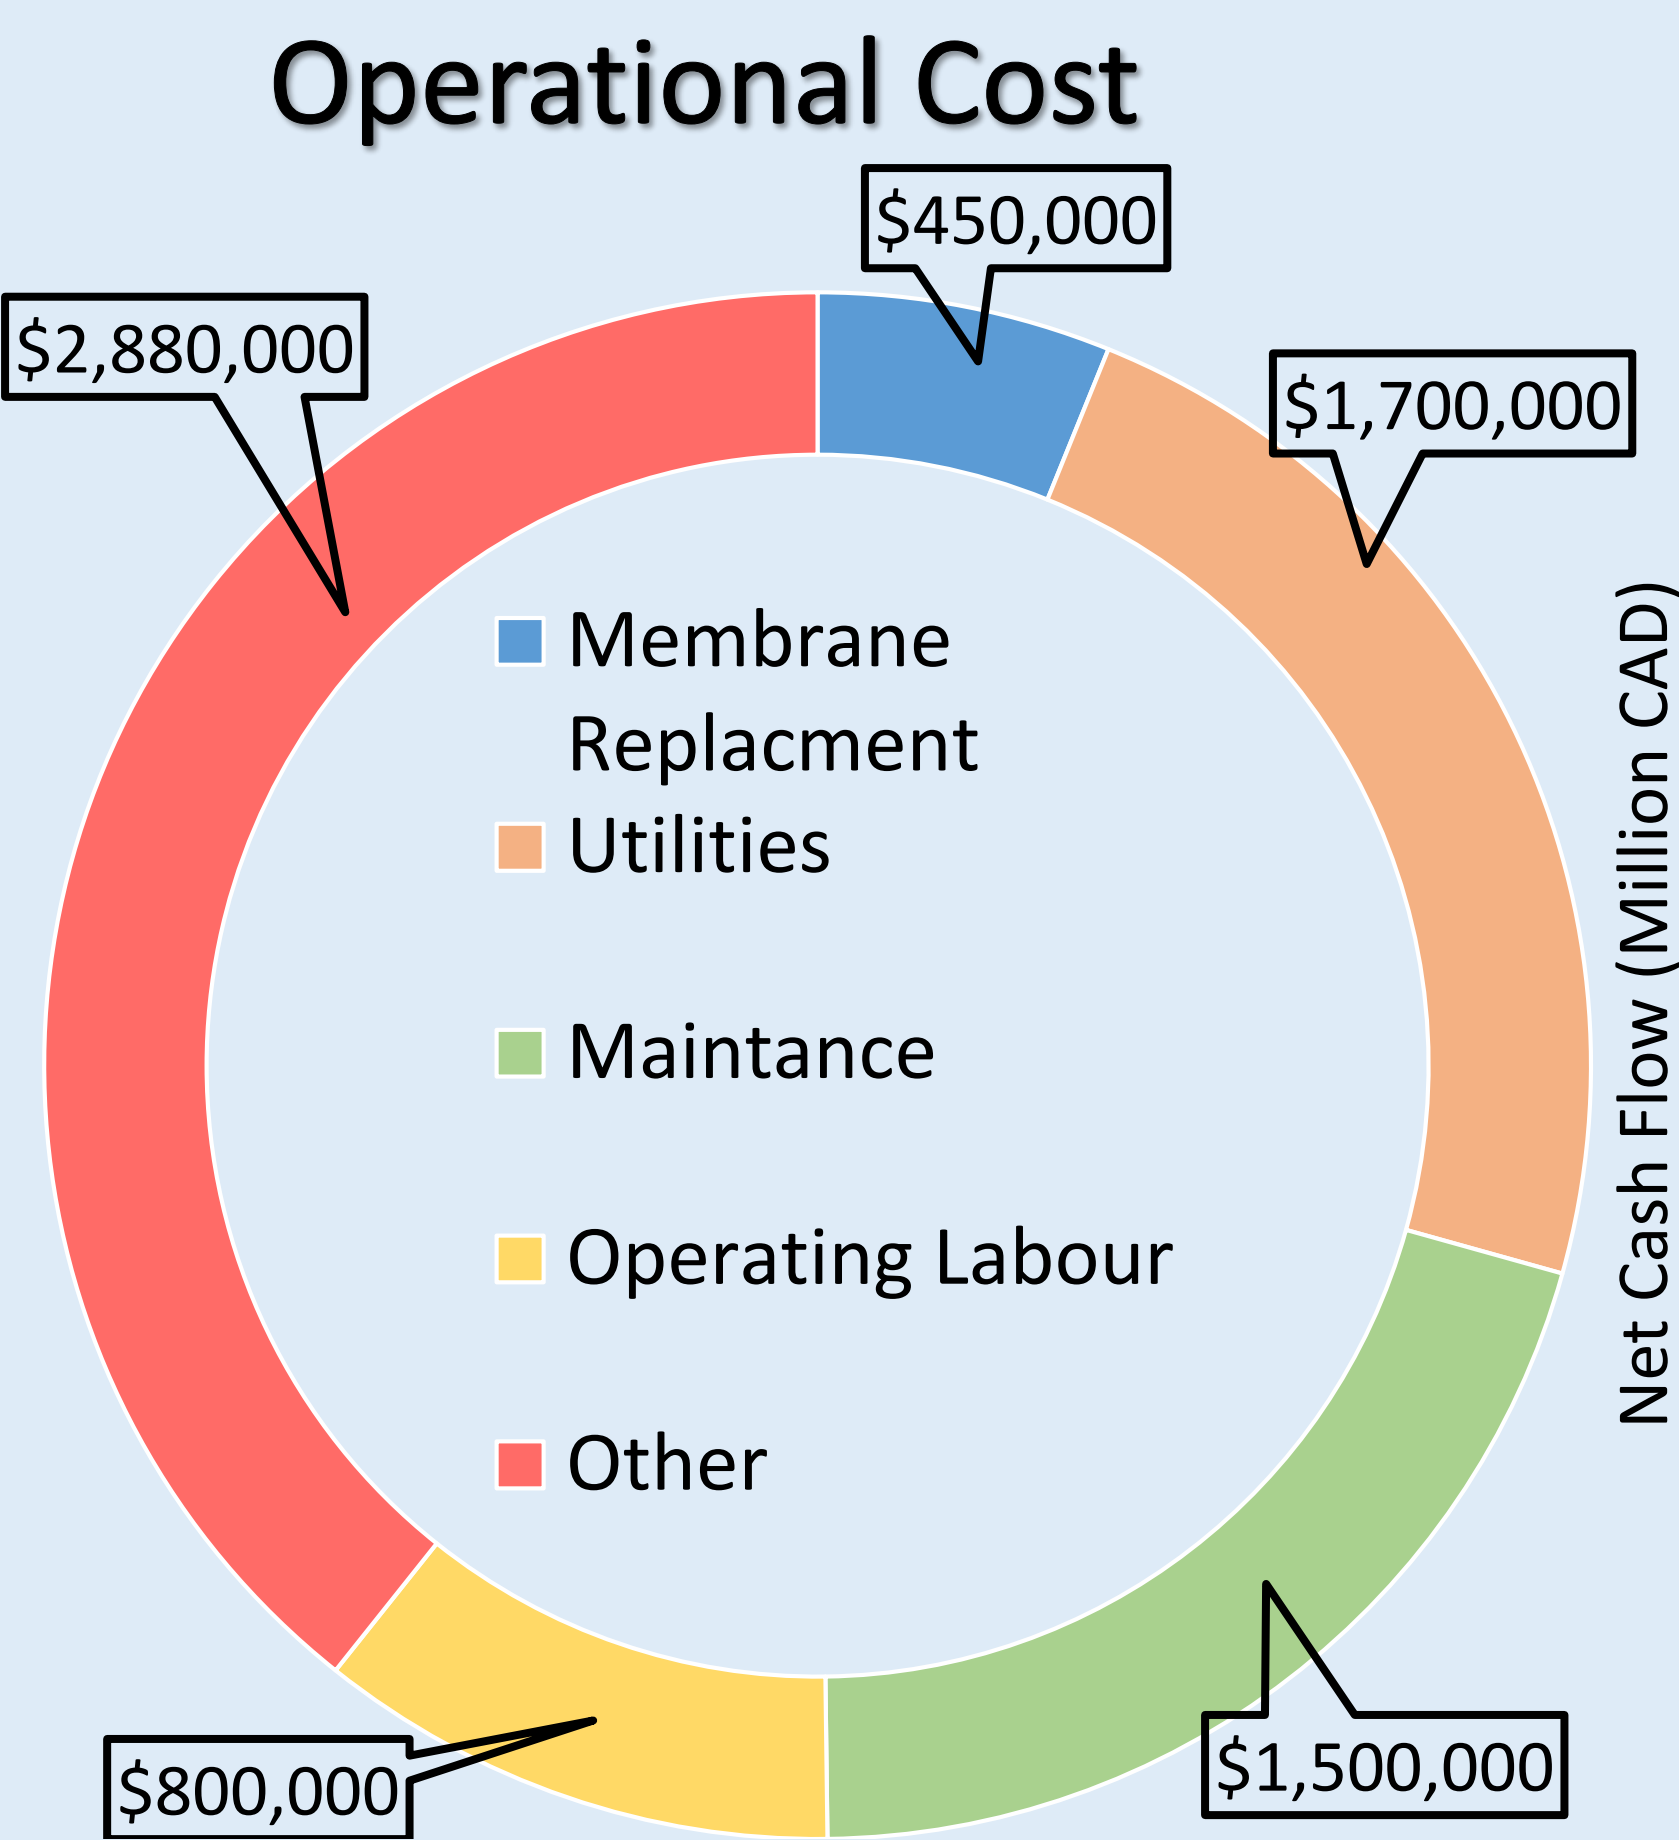 Operational Cost
$450,000
$2,880,000
$1,700,000
Membrane
Replacment
Utilities
Maintance
Operating Labour
Other
Net Cash Flow (Million CAD)
$1,500,000
$800,000